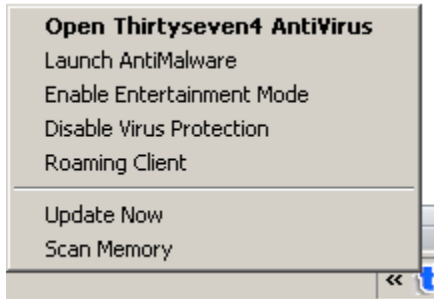 Open Thirtyseven4 AntiVirus
Launch AntiMalware
Enable Entertainment Mode
Disable Virus Protection
Roaming Client
Update Now
Scan Memory
«